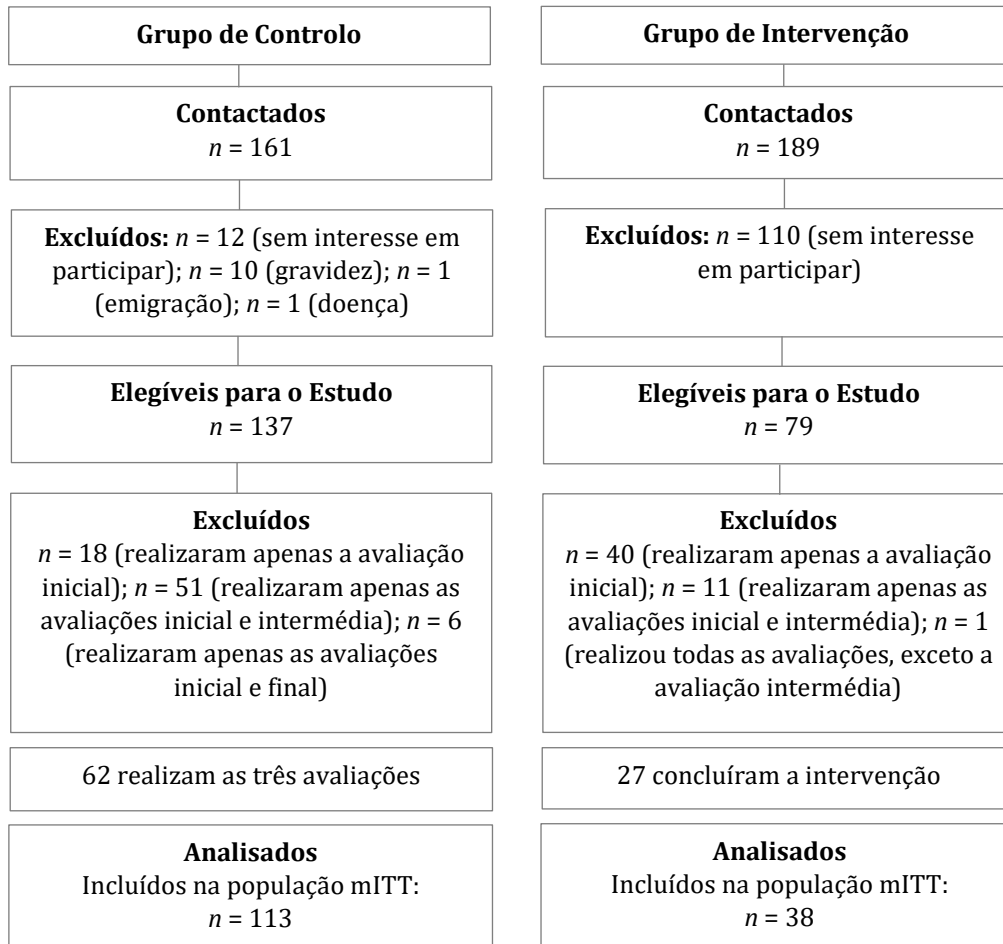 Grupo de Controlo
Contactados
n = 161
Excluídos: n = 12 (sem interesse em
participar); n = 10 (gravidez); n = 1
(emigração); n = 1 (doença)
Elegíveis para o Estudo
n = 137
Excluídos
n = 18 (realizaram apenas a avaliação
inicial); n = 51 (realizaram apenas as
avaliações inicial e intermédia); n = 6
(realizaram apenas as avaliações
inicial e final)
62 realizam as três avaliações
Analisados
Incluídos na população mITT:
n = 113
Grupo de Intervenção
Contactados
n = 189
Excluídos: n = 110 (sem interesse
em participar)
Elegíveis para o Estudo
n = 79
Excluídos
n = 40 (realizaram apenas a avaliação
inicial); n = 11 (realizaram apenas as
avaliações inicial e intermédia); n = 1
(realizou todas as avaliações, exceto a
avaliação intermédia)
27 concluíram a intervenção
Analisados
Incluídos na população mITT:
n = 38